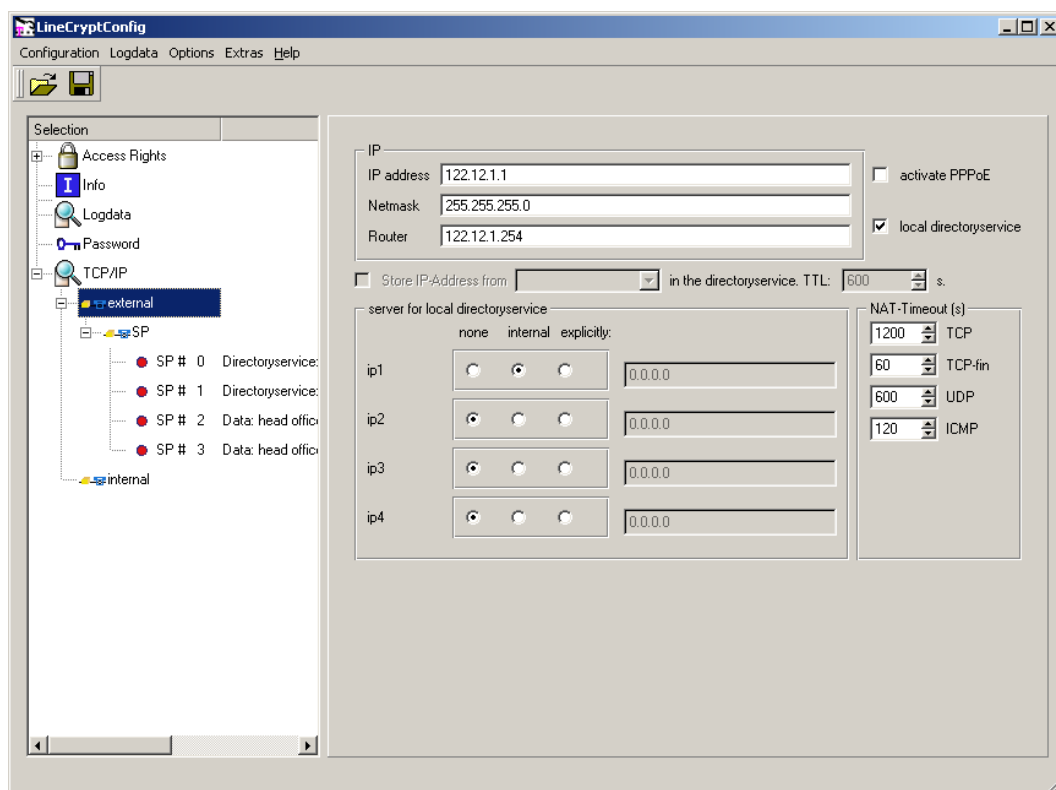 LineCryptConfig
Configuration Logdata Options Extras Help
Selection
Access Rights
I Info
Logdata
Password
TCP/IP
external
SP
SP # 0 Directoryservice:
SP # 1 Directoryservice:
SP # 2 Data: head offic
SP # 3 Data: head offic
internal
IP
IP address 122.12.1.1
Netmask 255.255.255.0
Router 122.12.1.254
activate PPPoE
local directoryservice
Store IP-Address from in the directoryservice. TTL: 600 s.
server for local directoryservice
none internal explicitly:
ip1 0.0.0.0
ip2 0.0.0.0
ip3 0.0.0.0
ip4 0.0.0.0
NAT-Timeout (s)
1200 TCP
60 TCP-fin
600 UDP
120 ICMP